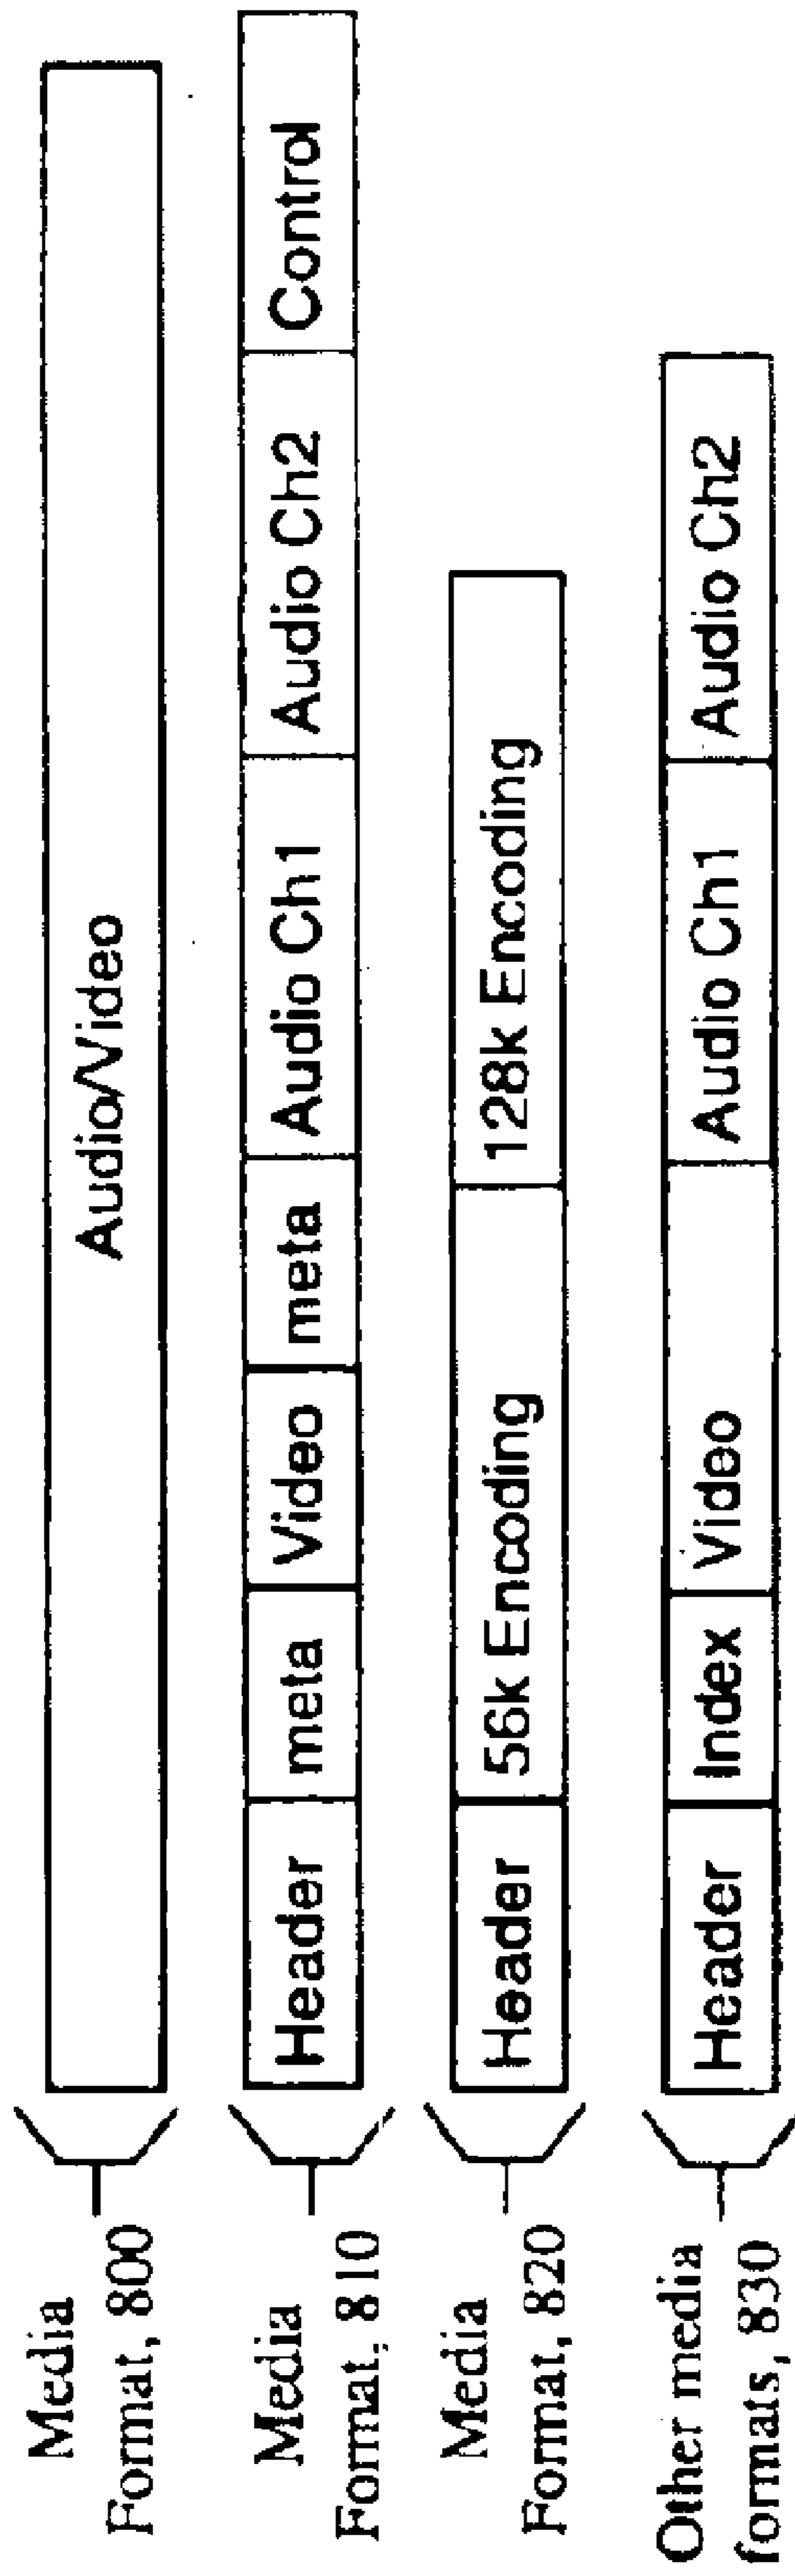 Media
Format, 800
Audio/Video
Media
Format, 810
Header
meta
Video
meta
Audio Ch1
Audio Ch2
Control
Media
Format, 820
Header
56k Encoding
128k Encoding
Other media
formats, 830
Header
Index
Video
Audio Ch1
Audio Ch2